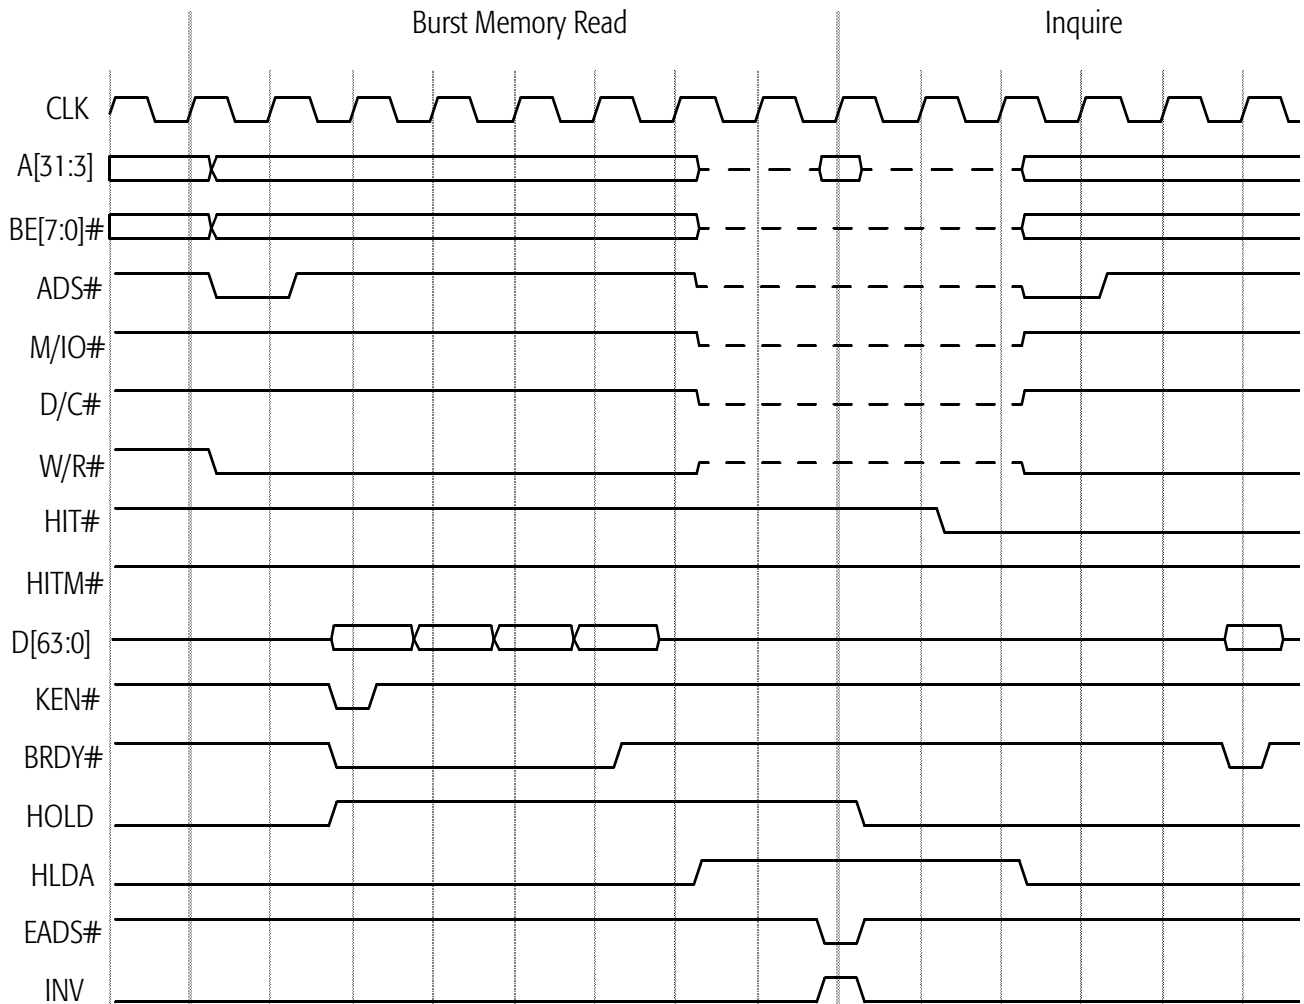 Burst Memory Read
Inquire
CLK
A[31:3]
BE[7:0]#
ADS#
M/IO#
D/C#
W/R#
HIT#
HITM#
D[63:0]
KEN#
BRDY#
HOLD
HLDA
EADS#
INV